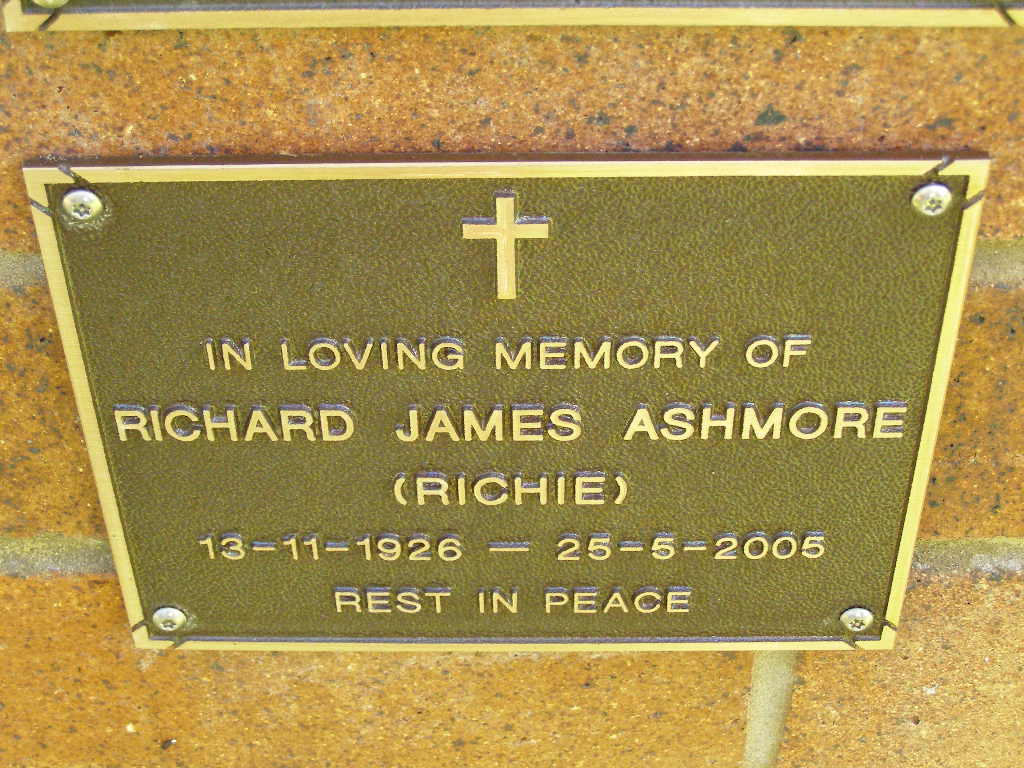 IN LOVING MEMORY OF
RICHARD JAMES ASHMORE
(RICHIE)
13-11-1926 — 25-5-2005
REST IN PEACE